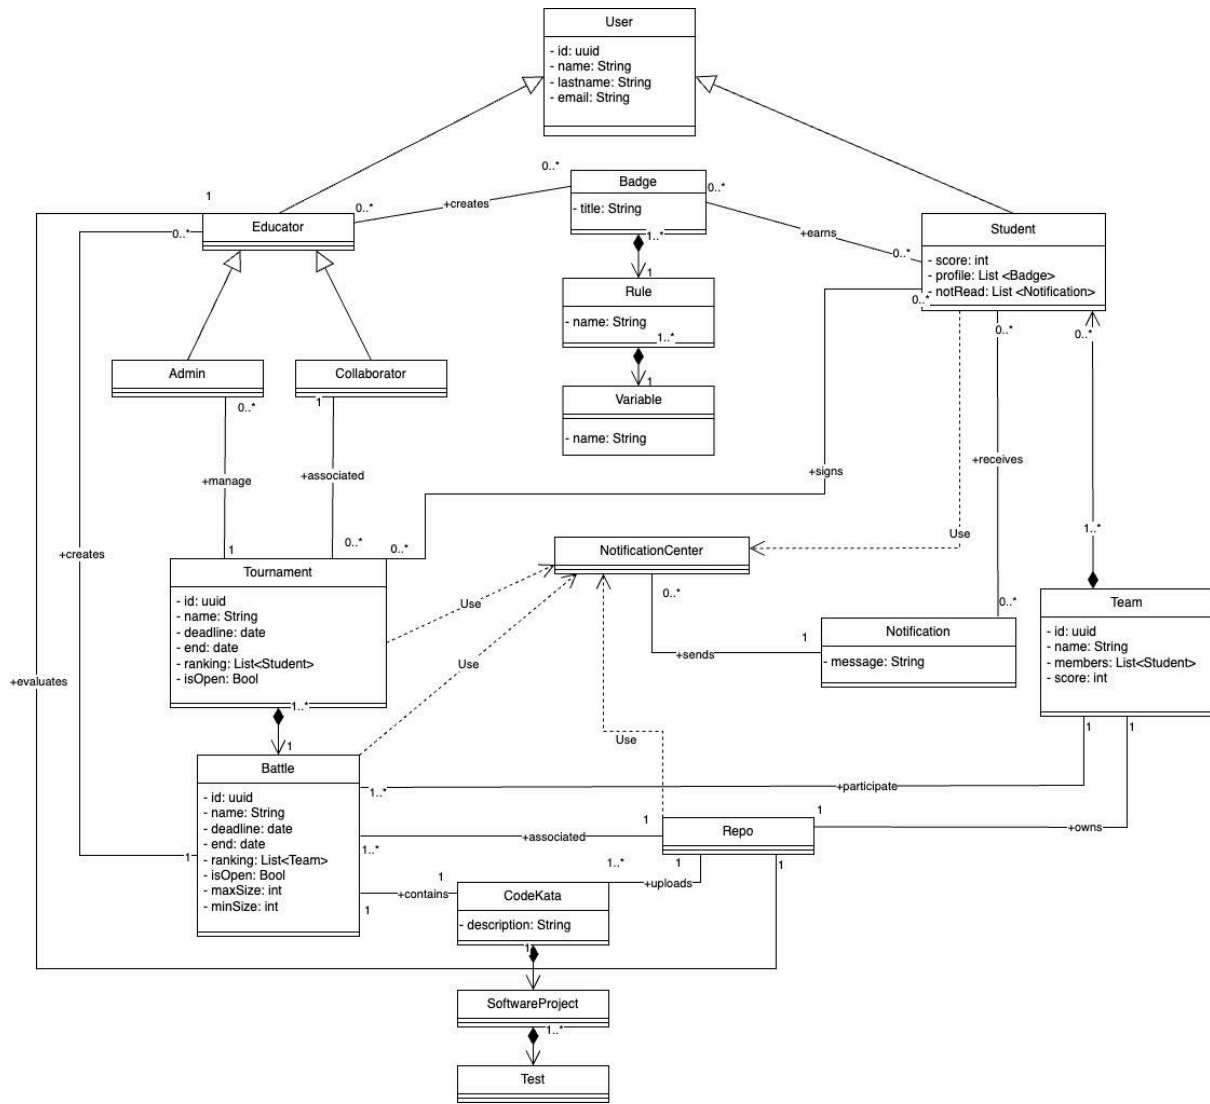 User
- id: uuid
- name: String
- lastname: String
- email: String
0..*
Badge
0..*
- title: String
+creates
0..*
1
Educator
0..*
+earns
0..*
1..*
Student
- score: int
- profile: List <Badge>
- notRead: List <Notification>
0..*
1
Rule
- name: String
1..*
0..*
0..*
Admin
0..*
Collaborator
1
1
Variable
- name: String
+manage
+associated
+signs
+receives
+creates
1
0..*
0..*
Use
1..*
Tournament
- id: uuid
- name: String
- deadline: date
- end: date
- ranking: List<Student>
- isOpen: Bool
1..*
NotificationCenter
0..*
Use
Use
+sends
1
0..*
Notification
- message: String
Team
- id: uuid
- name: String
- members: List<Student>
- score: int
+evaluates
1
Use
1
1
Battle
- id: uuid
- name: String
- deadline: date
- end: date
- ranking: List<Team>
- isOpen: Bool
- maxSize: int
- minSize: int
1..*
+participate
1
Repo
1
+owns
+associated
1..*
1
1
+contains
1
1
CodeKata
- description: String
1..*
+uploads
1
1
1
SoftwareProject
1..*
Test